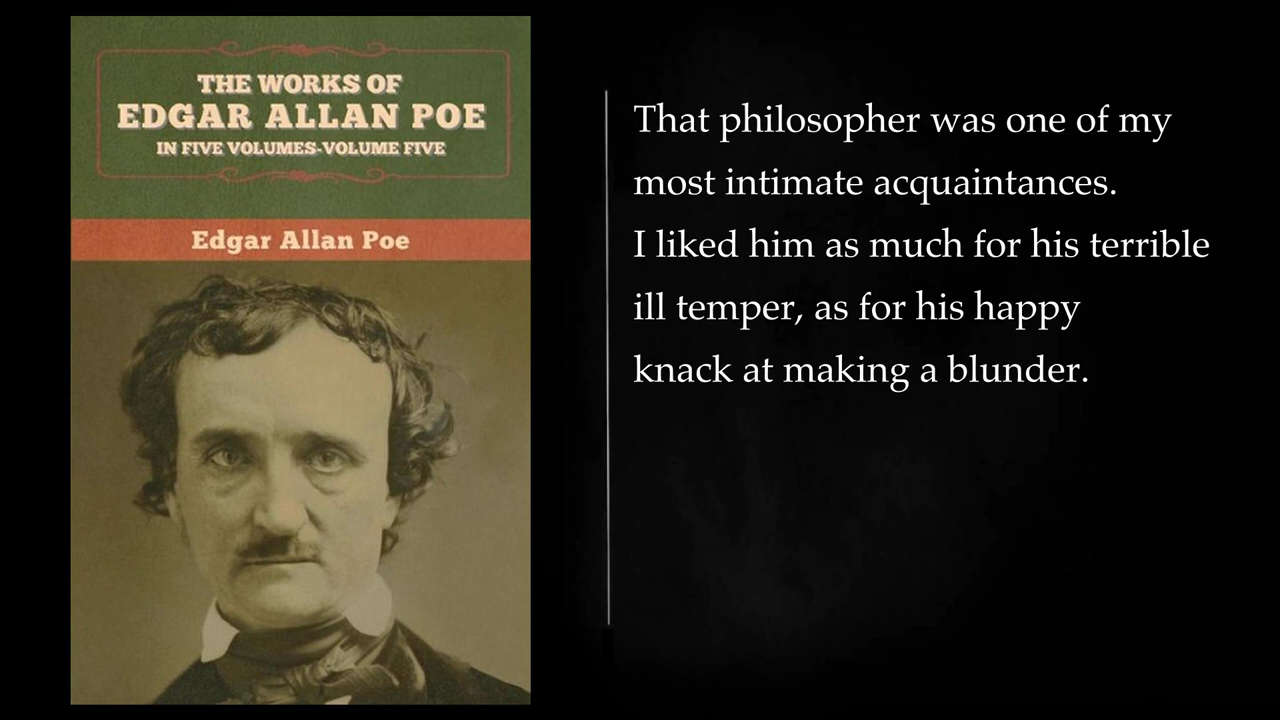 THE WORKS OF
EDGAR ALLAN POE
IN FIVE VOLUMES-VOLUME FIVE
Edgar Allan Poe
That philosopher was one of my
most intimate acquaintances.
I liked him as much for his terrible
ill temper, as for his happy
knack at making a blunder.